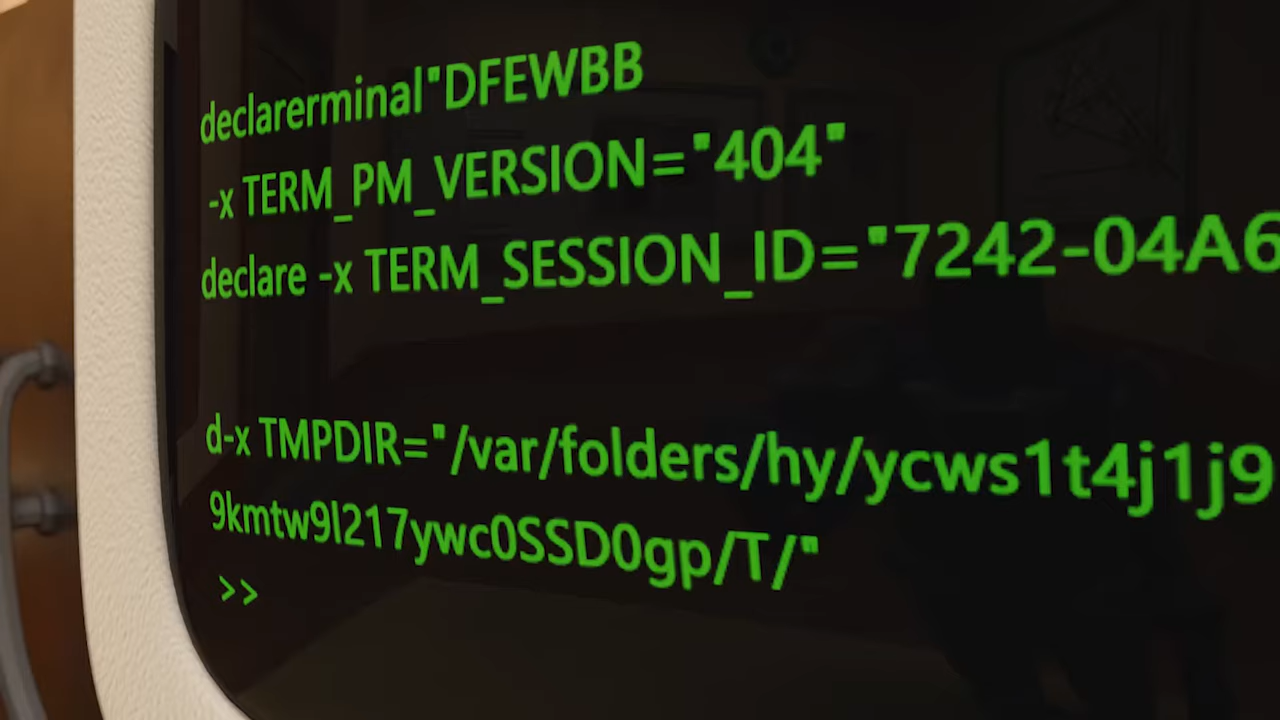 declarerminal"DFEWBB
-x TERM_PM_VERSION="404"
declare -x TERM_SESSION_ID="7242-04A6
d-x TMPDIR="/var/folders/hy/ycws1t4j1j9
9kmtw9l217ywc0SSD0gp/T/"
>>